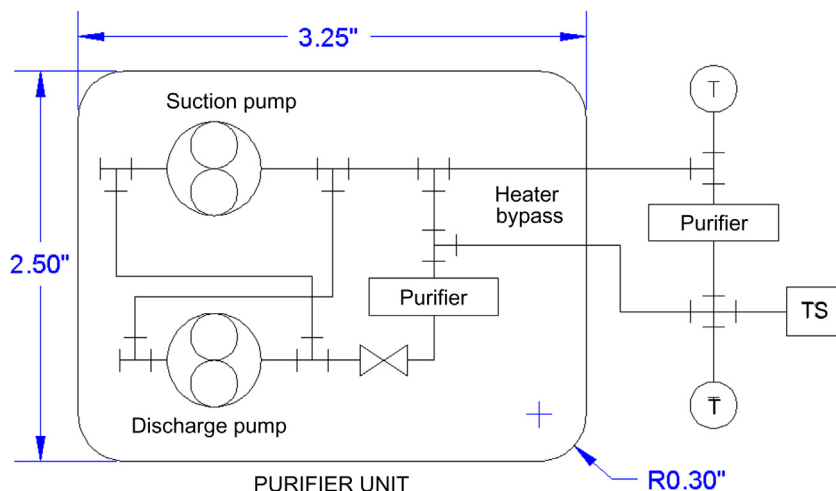 3.25"
T
Suction pump
Heater
bypass
Purifier
2.50"
Purifier
TS
T
Discharge pump
R0.30"
PURIFIER UNIT